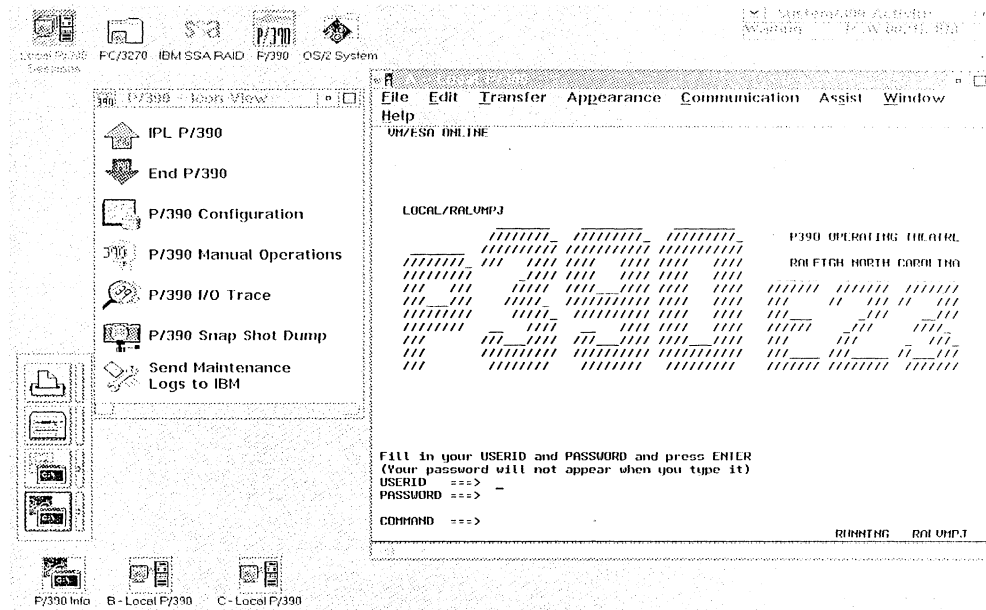 PC/3270 IBM SSA RAID P/390 OS/2 System
P/390 - Icon View
IPL P/390
End P/390
P/390 Configuration
P/390 Manual Operations
P/390 I/O Trace
P/390 Snap Shot Dump
Send Maintenance
Logs to IBM
File Edit Transfer Appearance Communication Assist Window
Help
VM/ESA ONLINE
LOCAL/RALVMPJ
P390 OPERATING THEATRE
RALEIGH NORTH CAROLINA
P390 EZ3
Fill in your USERID and PASSWORD and press ENTER
(Your password will not appear when you type it)
USERID ===>
PASSWORD ===>
COMMAND ===>
RUNNING RALVMPJ
P/390 Info B - Local P/390 C - Local P/390